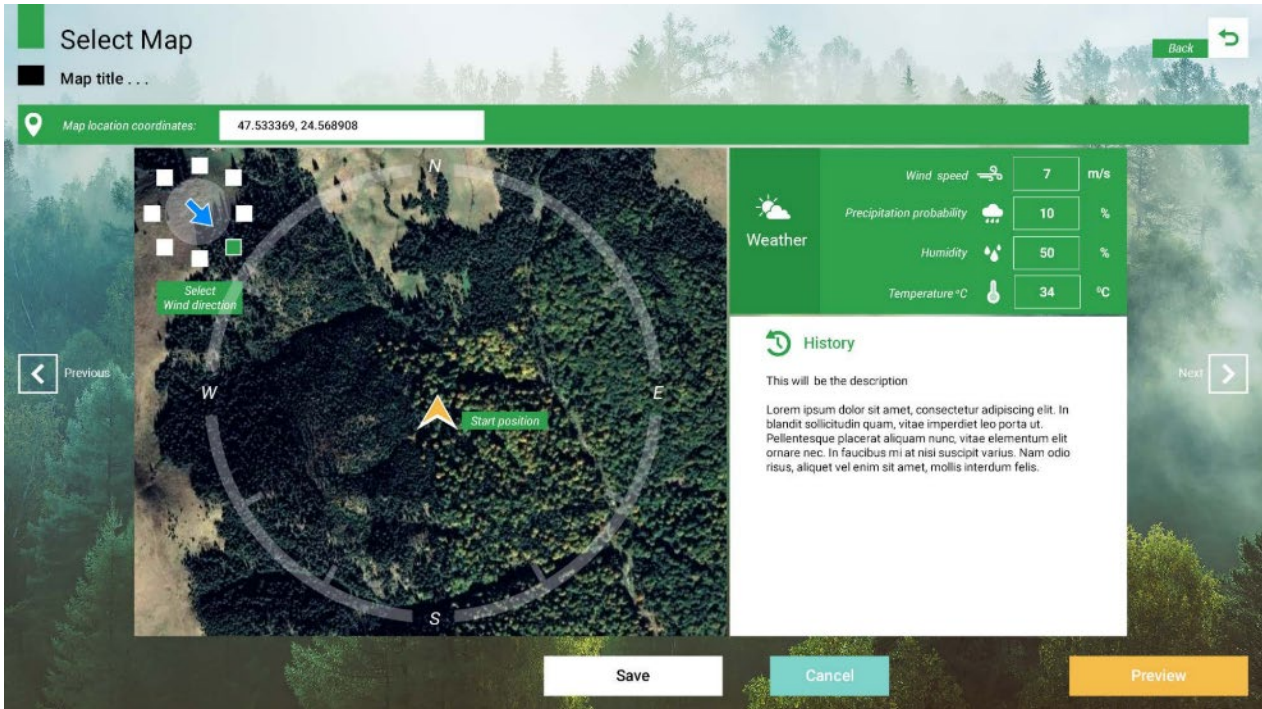 Select Map
Back
Map title . . .
Map location coordinates:
47.533369, 24.568908
N
Select
Wind direction
W
E
Start position
S
Weather
Wind speed
7
m/s
Precipitation probability
10
%
Humidity
50
%
Temperature °C
34
°C
History
This will be the description
Lorem ipsum dolor sit amet, consectetur adipiscing elit. In
blandit sollicitudin quam, vitae imperdiet leo porta ut.
Pellentesque placerat aliquam nunc, vitae elementum elit
ornare nec. In faucibus mi at nisi suscipit varius. Nam odio
risus, aliquet vel enim sit amet, mollis interdum felis.
Previous
Next
Save
Cancel
Preview